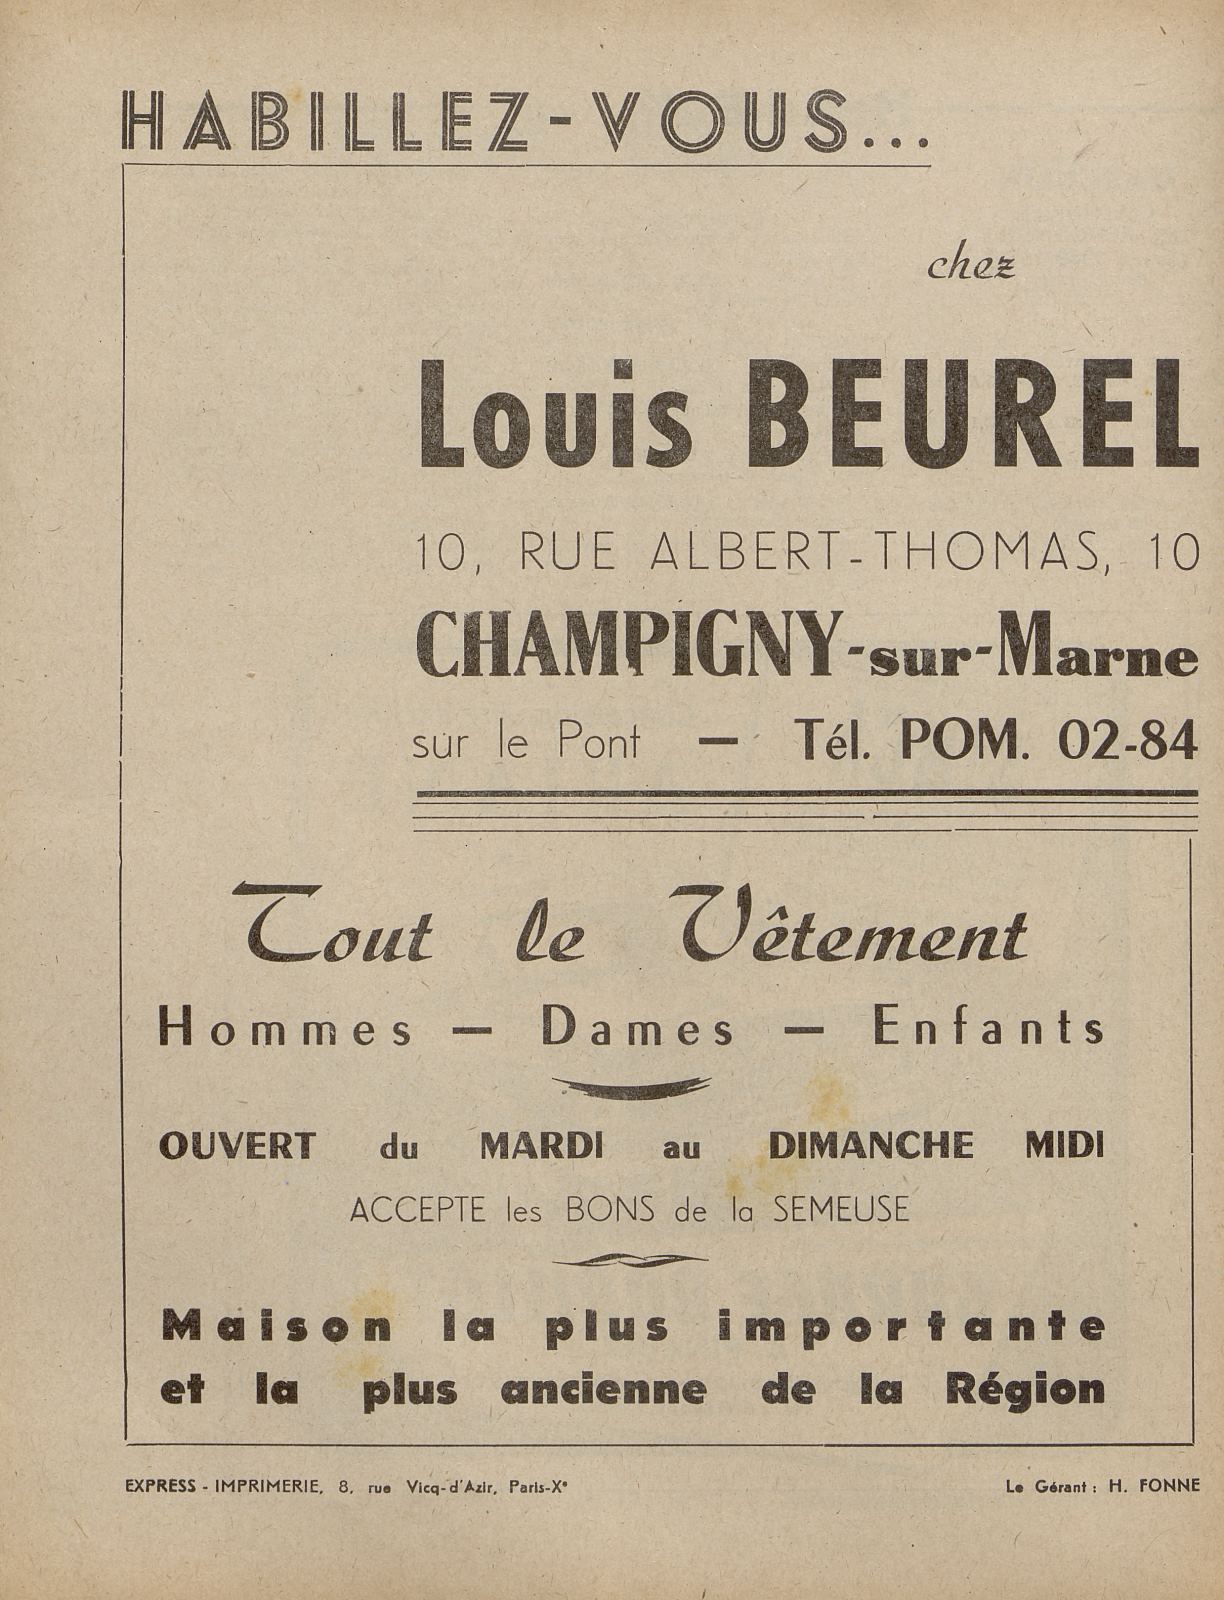 HABILLEZ-VOUS...
chez
Louis BEUREL
10, RUE ALBERT-THOMAS, 10
CHAMPIGNY-sur-Marne
sur le Pont — Tél. POM. 02-84
Tout le Vêtement
Hommes — Dames — Enfants
OUVERT du MARDI au DIMANCHE MIDI
ACCEPTE les BONS de la SEMEUSE
Maison la plus importante
et la plus ancienne de la Région
EXPRESS - IMPRIMERIE, 8, rue Vicq-d'Azir, Paris-Xe
Le Gérant : H. FONNE